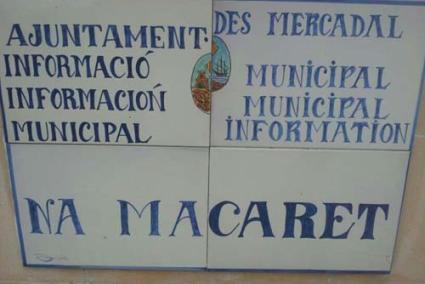 AJUNTAMENT· DES MERCADAL
INFORMACIÓ MUNICIPAL
INFORMACIÓN MUNICIPAL
MUNICIPAL INFORMATION
NA MACARET